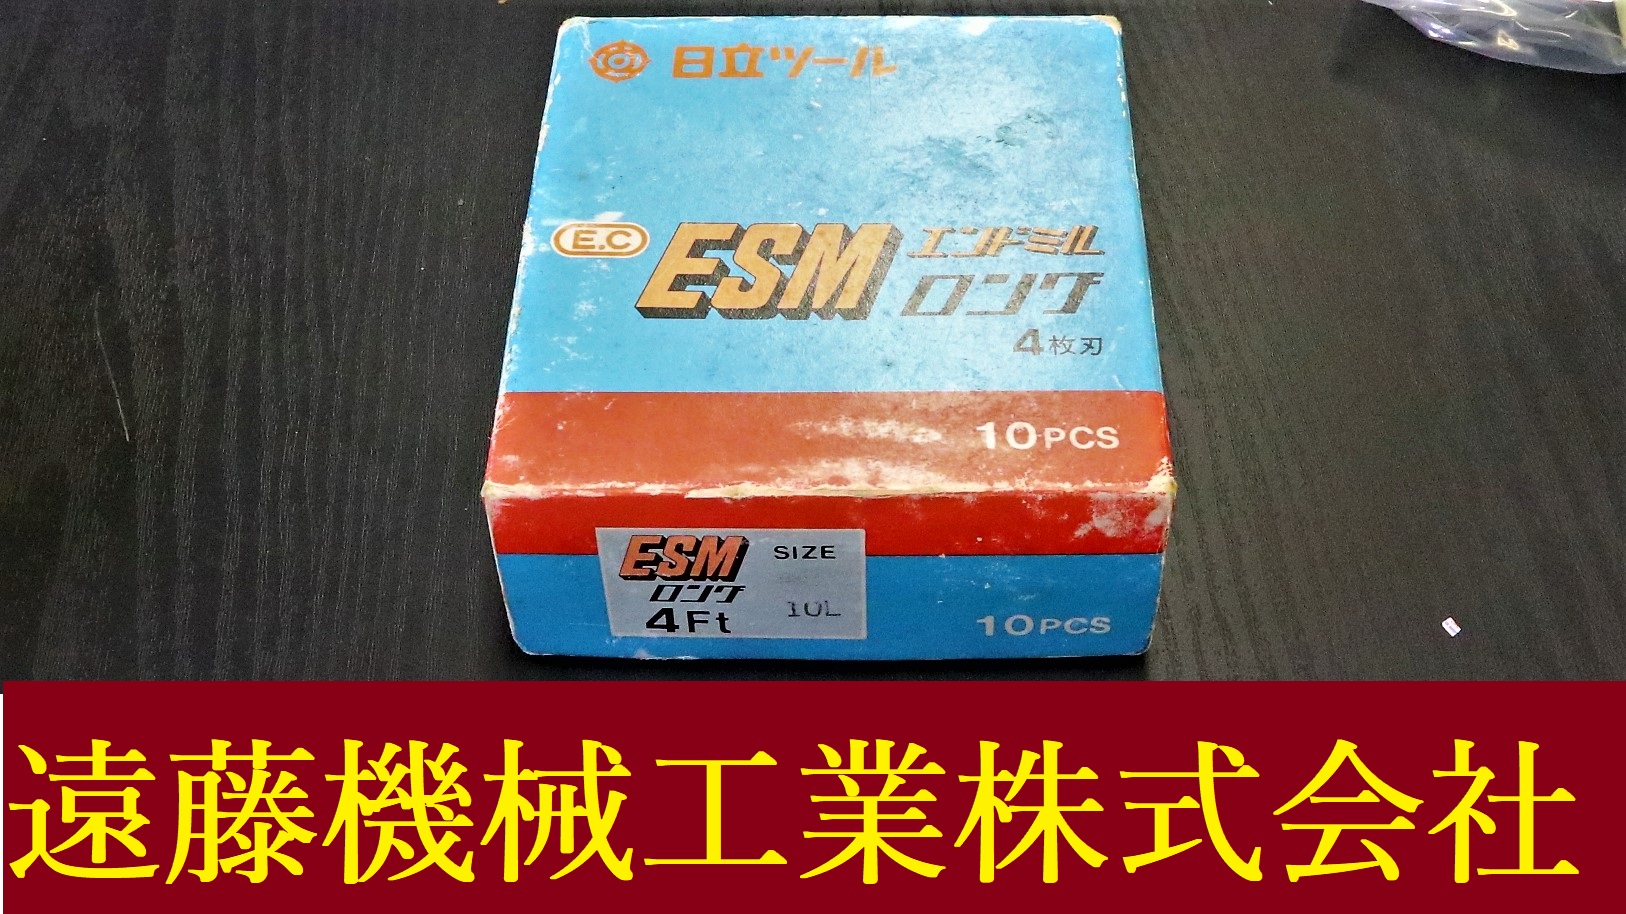 日立ツール
E.C ESM エンドミル
ロング
4枚刃
10PCS
ESM SIZE
ロング
4Ft 10L
10PCS
遠藤機械工業株式会社